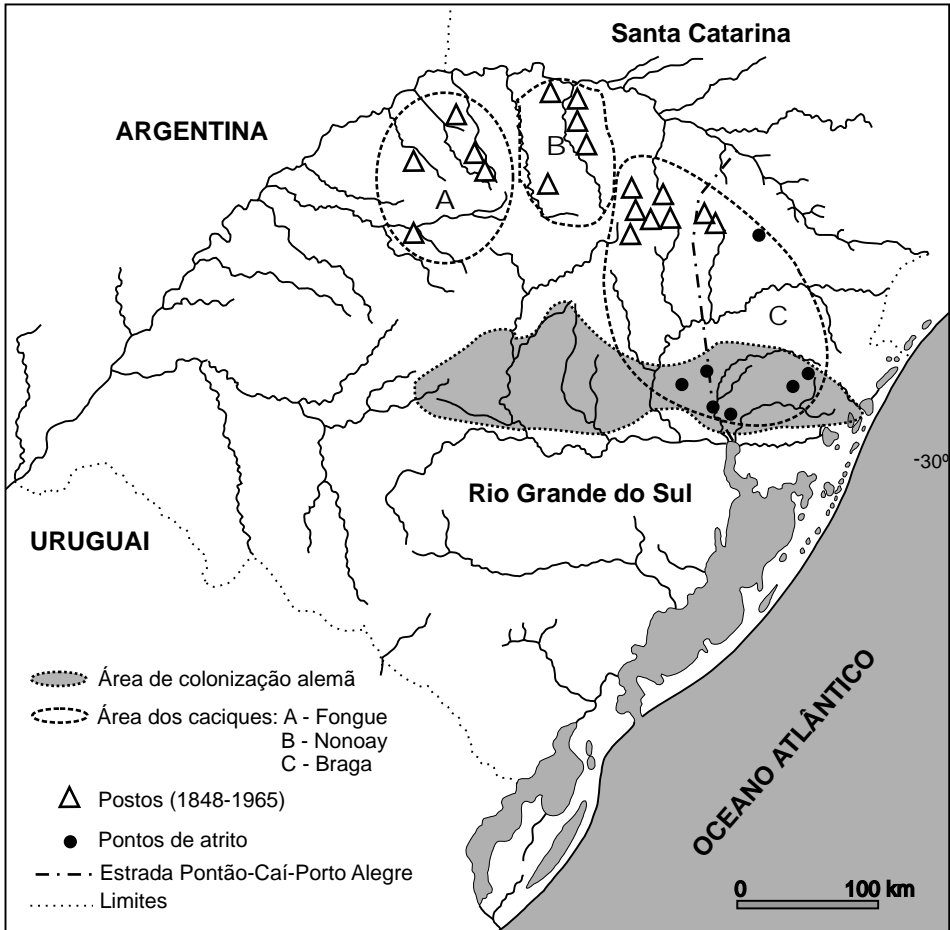 Santa Catarina
ARGENTINA
B
A
C
-30º
Rio Grande do Sul
URUGUAI
OCEANO ATLÂNTICO
Área de colonização alemã
Área dos caciques: A - Fongue
B - Nonoay
C - Braga
Postos (1848-1965)
Pontos de atrito
Estrada Pontão-Caí-Porto Alegre
Limites
0 100 km